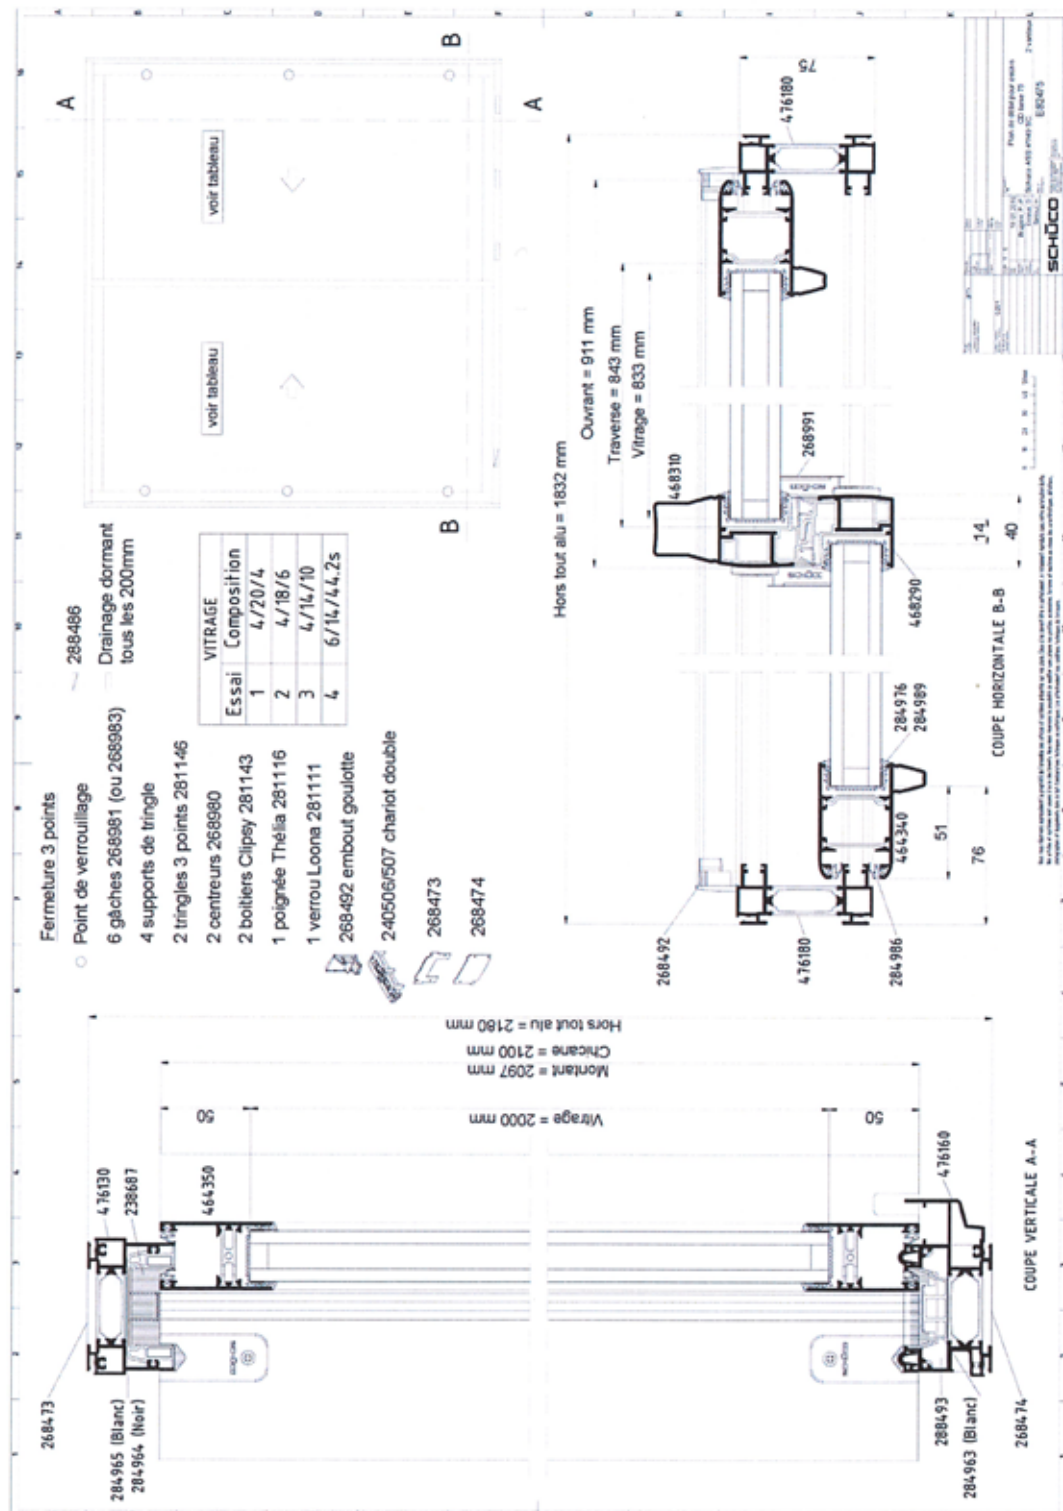 Fermeture 3 points
Point de verrouillage
6 gâches 268981 (ou 268983)
4 supports de tringle
2 tringles 3 points 281146
2 centreurs 268980
2 boitiers Clipsy 281143
1 poignée Thélia 281116
1 verrou Loona 281111
268492 embout goulotte
240506/507 chariot double
268473
268474
288486
Drainage dormant
tous les 200mm
VITRAGE
Essai Composition
1 4/20/4
2 4/18/6
3 4/14/10
4 6/14/44.2s
A
A
B
B
voir tableau
voir tableau
268473
284965 (Blanc)
284964 (Noir)
476130
238687
464350
50
50
Vitrage = 2000 mm
Montant = 2097 mm
Chicane = 2100 mm
Hors tout alu = 2180 mm
SCHÜCO
SCHÜCO
288493
284963 (Blanc)
268474
476160
COUPE VERTICALE A-A
Hors tout alu = 1832 mm
Ouvrant = 911 mm
Traverse = 843 mm
Vitrage = 833 mm
75
476180
468310
268991
268492
476180
284986
464340
284976
284989
468290
14
40
51
76
COUPE HORIZONTALE B-B
SCHÜCO